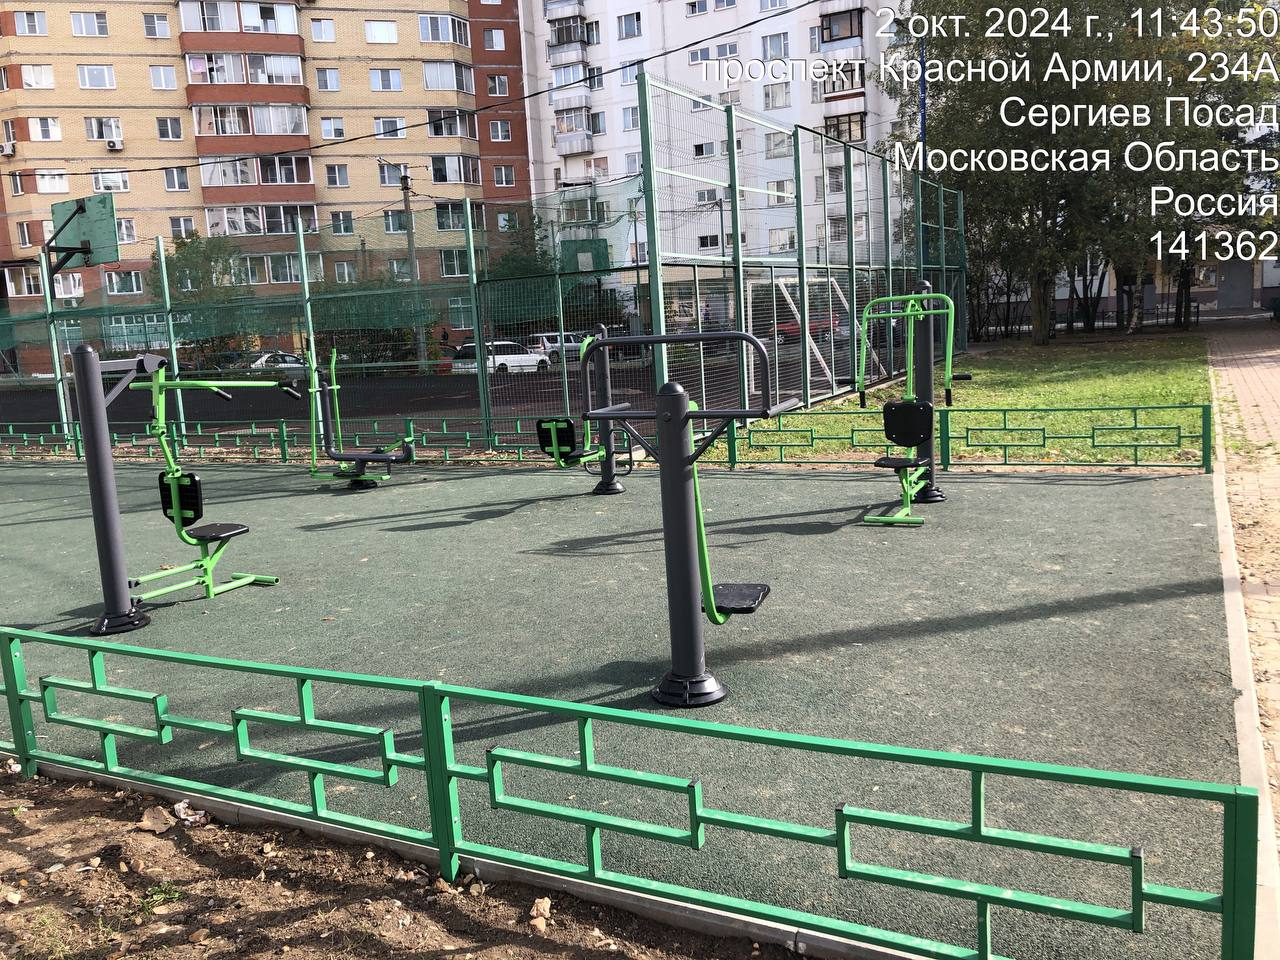 2 окт. 2024 г., 11:43:50
проспект Красной Армии, 234А
Сергиев Посад
Московская Область
Россия
141362